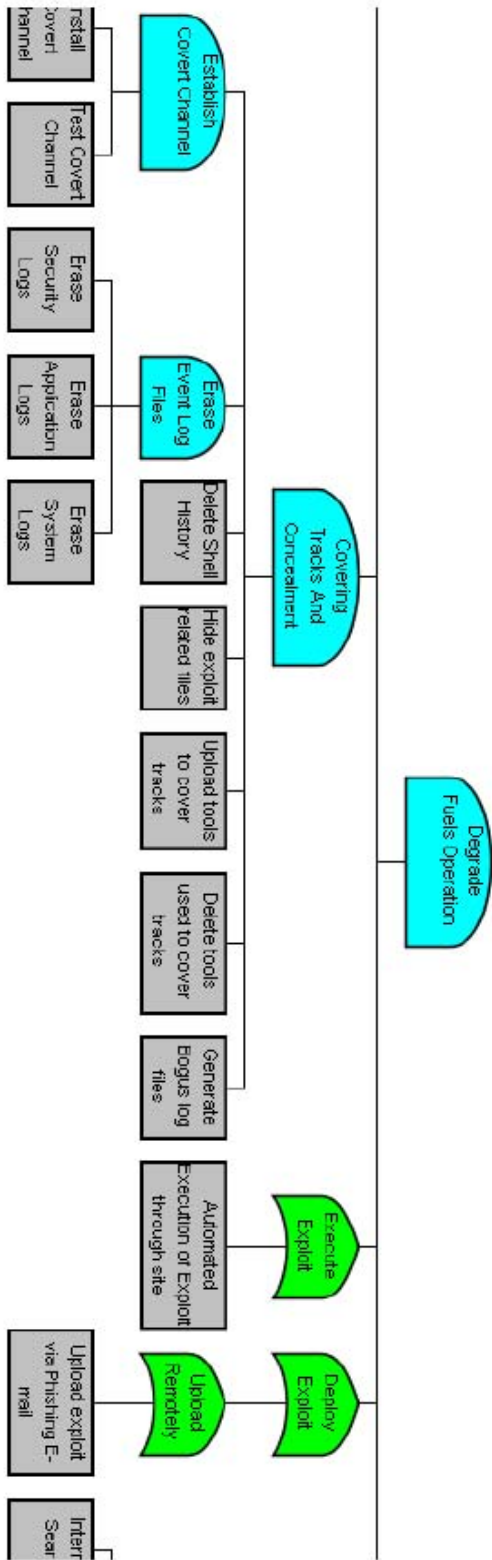 Degrade
Fuels Operation
Covering
Tracks And
Concealment
Execute
Exploit
Deploy
Exploit
Establish
Covert Channel
Erase
Event Log
Files
Delete Shell
History
Hide exploit
related files
Upload tools
to cover
tracks
Delete tools
used to cover
tracks
Generate
Bogus log
files
Automated
Execution of Exploit
through site
Upload
Remotely
Test Covert
Channel
Erase
Security
Logs
Erase
Application
Logs
Erase
System
Logs
Upload exploit
via Phishing E-
mail